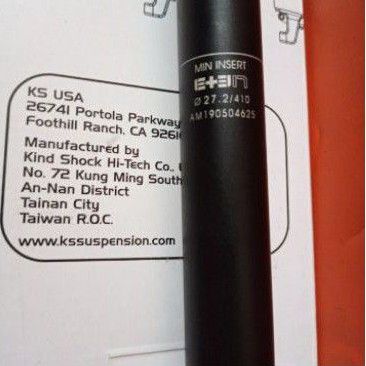 KS USA
26741 Portola Parkway
Foothill Ranch, CA
Manufactured by
Kind Shock Hi-Tech Co.,
No. 72 Kung Ming South
An-Nan District
Tainan City
Taiwan R.O.C.
www.kssuspension.com
MIN INSERT
ETEN
Ø 27.2/410
AM190504625